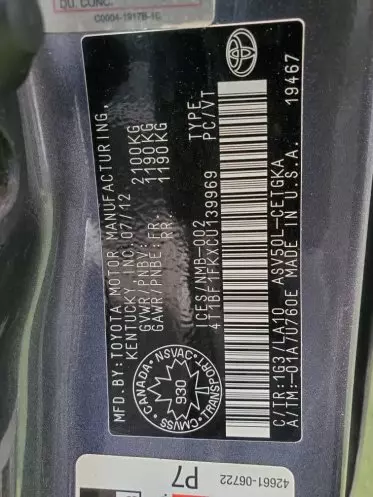 DU. CONC.
C0004-1917B-1C
MFD. BY: TOYOTA MOTOR MANUFACTURING,
KENTUCKY, INC. 07/12
GVWR/PNBV: 2100KG
GAWR/PNBE: FR. 1190KG
RR. 1190KG
ICES/NMB-002 TYPE:
4T1BF1FKXCU139969 PC/VT
C/TR: 1G3/LA10 ASV50L-CETGKA
A/TM: -01A/U760E MADE IN U.S.A. 19467
CANADA
NSVAC
930
TRANSPORT
CMVSS
42661-06722
P7